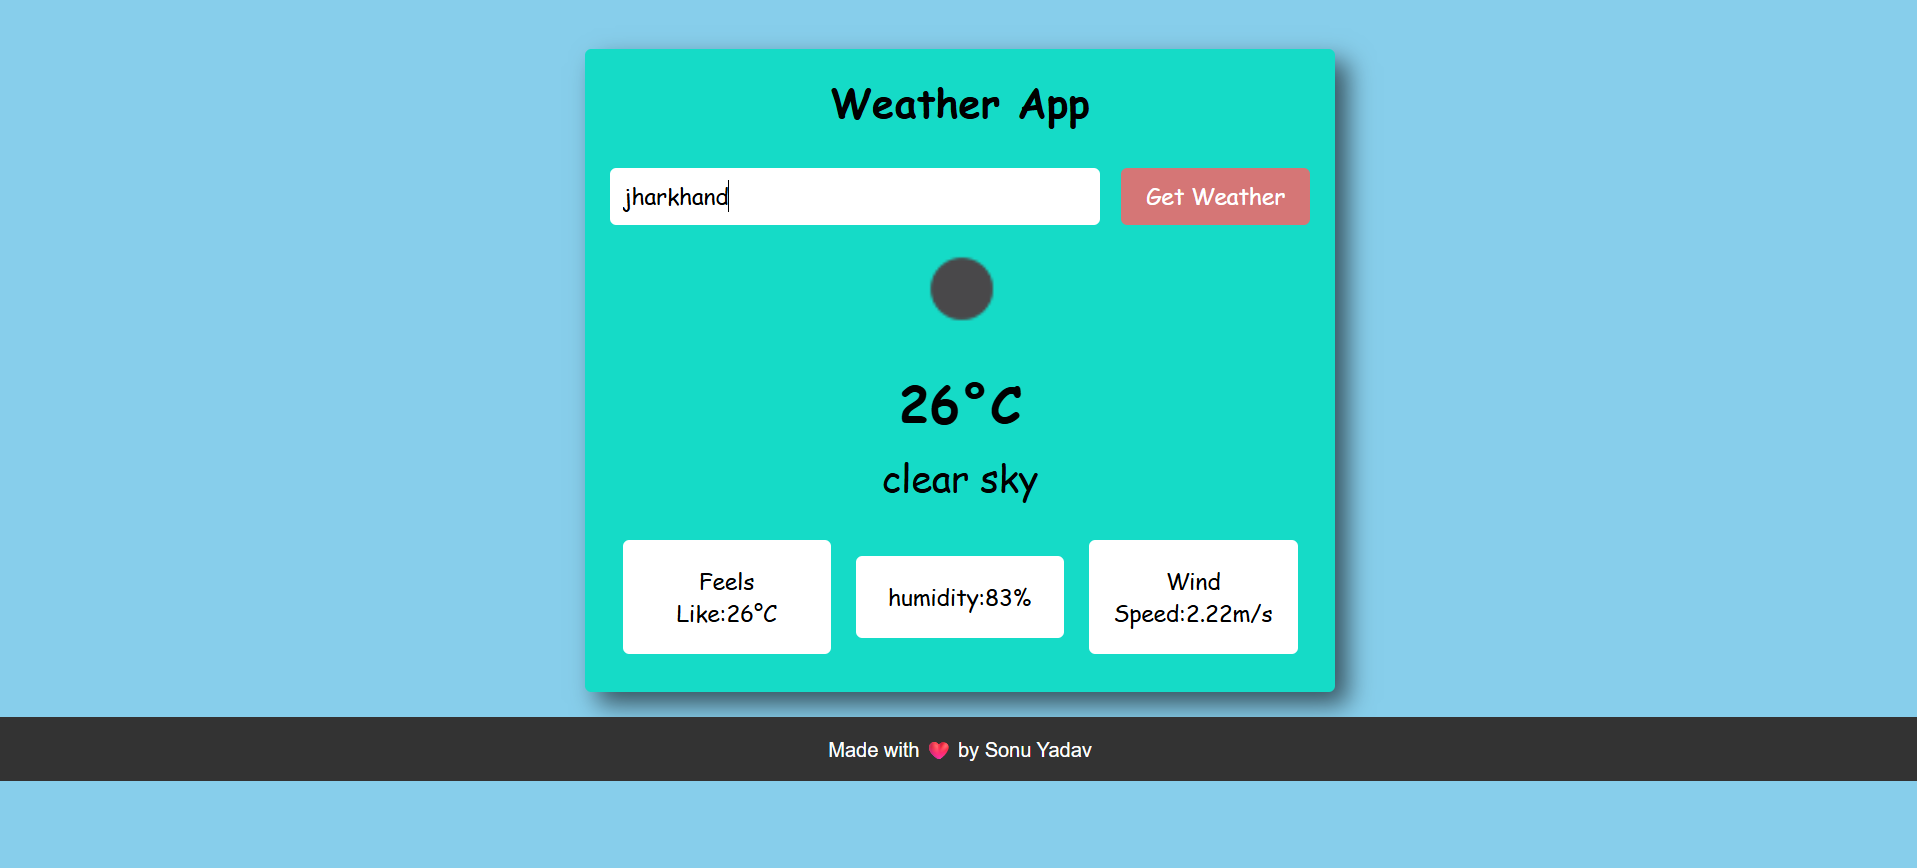 Weather App
jharkhand
Get Weather
26°C
clear sky
Feels
Like:26°C
humidity:83%
Wind
Speed:2.22m/s
Made with ❤️ by Sonu Yadav